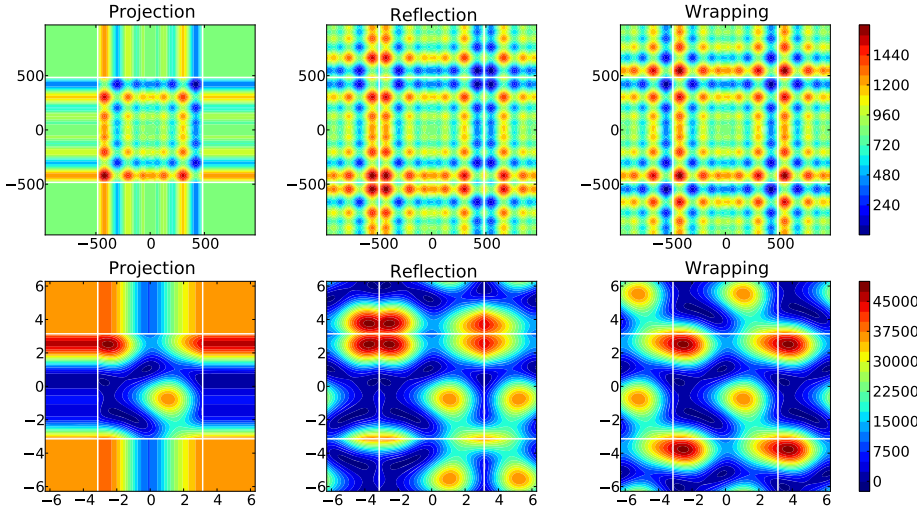 Projection Reflection Wrapping
500 500 500 1440
1200
0 0 0 960
720
480
−500 −500 −500 240
−500 0 500 −500 0 500 −500 0 500
Projection Reflection Wrapping
6 6 6 45000
4 4 4 37500
2 2 2 30000
0 0 0 22500
−2 −2 −2 15000
−4 −4 −4 7500
−6 −6 −6 0
−6 −4 −2 0 2 4 6 −6 −4 −2 0 2 4 6 −6 −4 −2 0 2 4 6